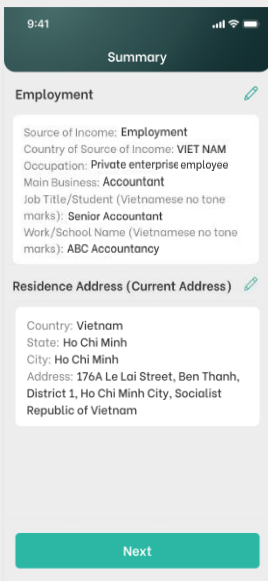 9:41
Summary
Employment
Source of Income: Employment
Country of Source of Income: VIET NAM
Occupation: Private enterprise employee
Main Business: Accountant
Job Title/Student (Vietnamese no tone
marks): Senior Accountant
Work/School Name (Vietnamese no tone
marks): ABC Accountancy
Residence Address (Current Address)
Country: Vietnam
State: Ho Chi Minh
City: Ho Chi Minh
Address: 176A Le Lai Street, Ben Thanh,
District 1, Ho Chi Minh City, Socialist
Republic of Vietnam
Next